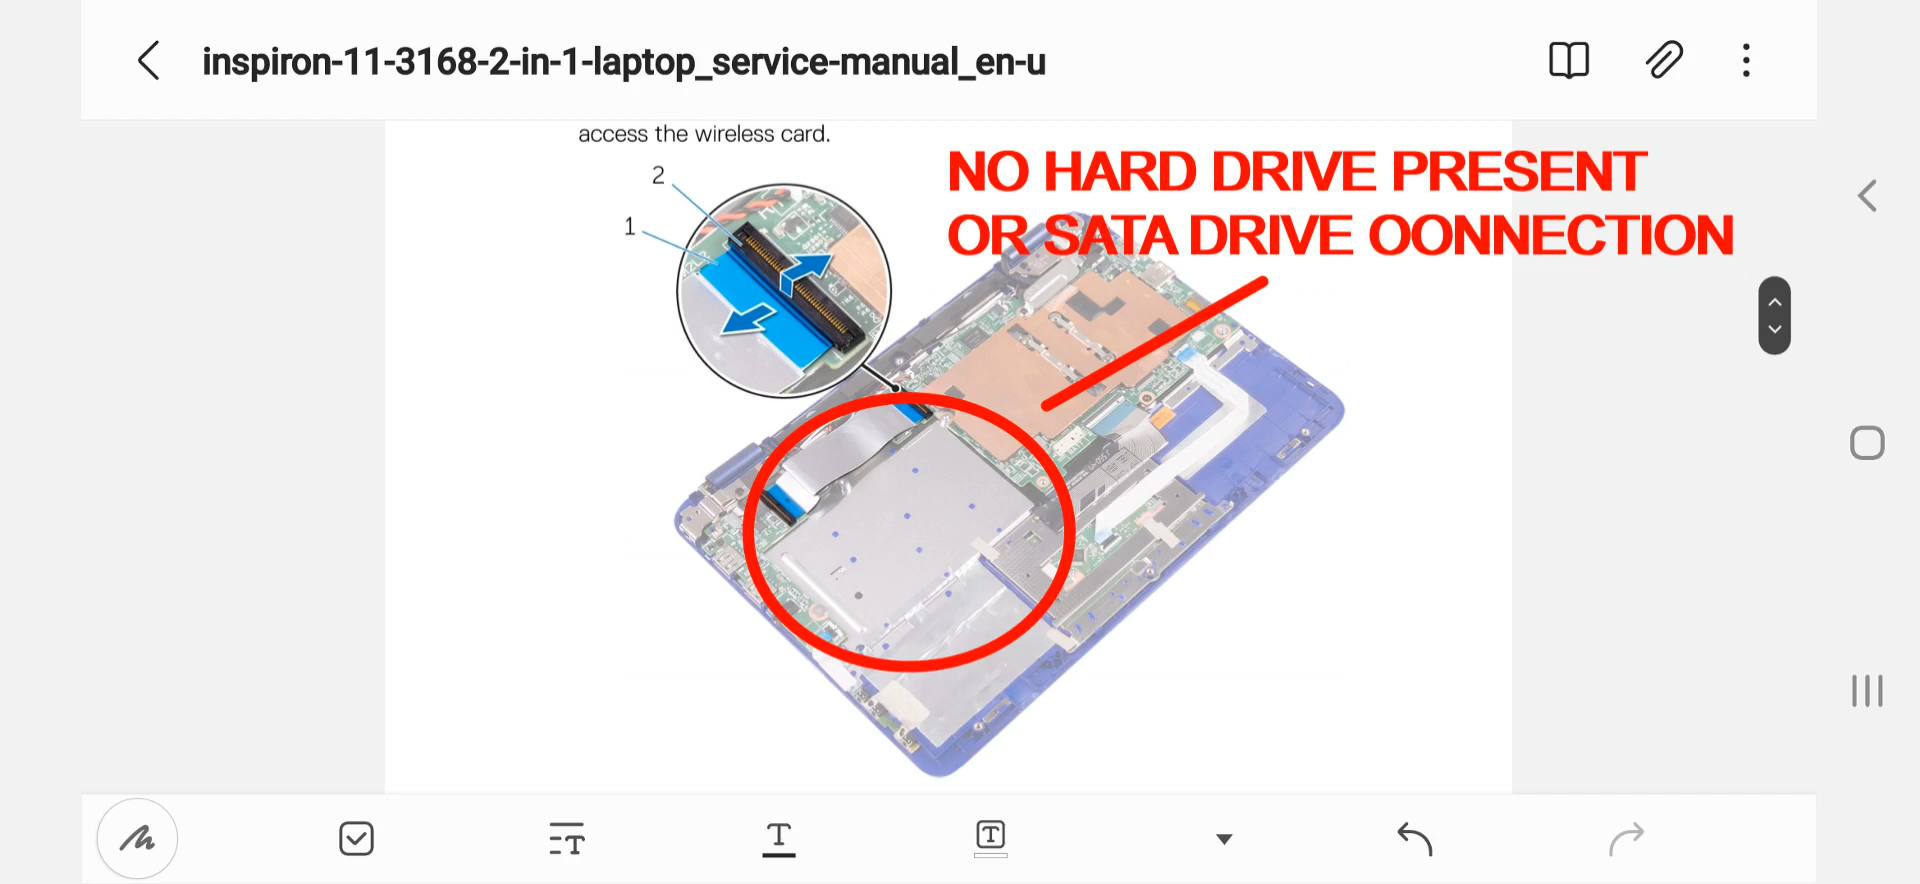 inspiron-11-3168-2-in-1-laptop_service-manual_en-u
access the wireless card.
2
1
NO HARD DRIVE PRESENT
OR SATA DRIVE OONNECTION